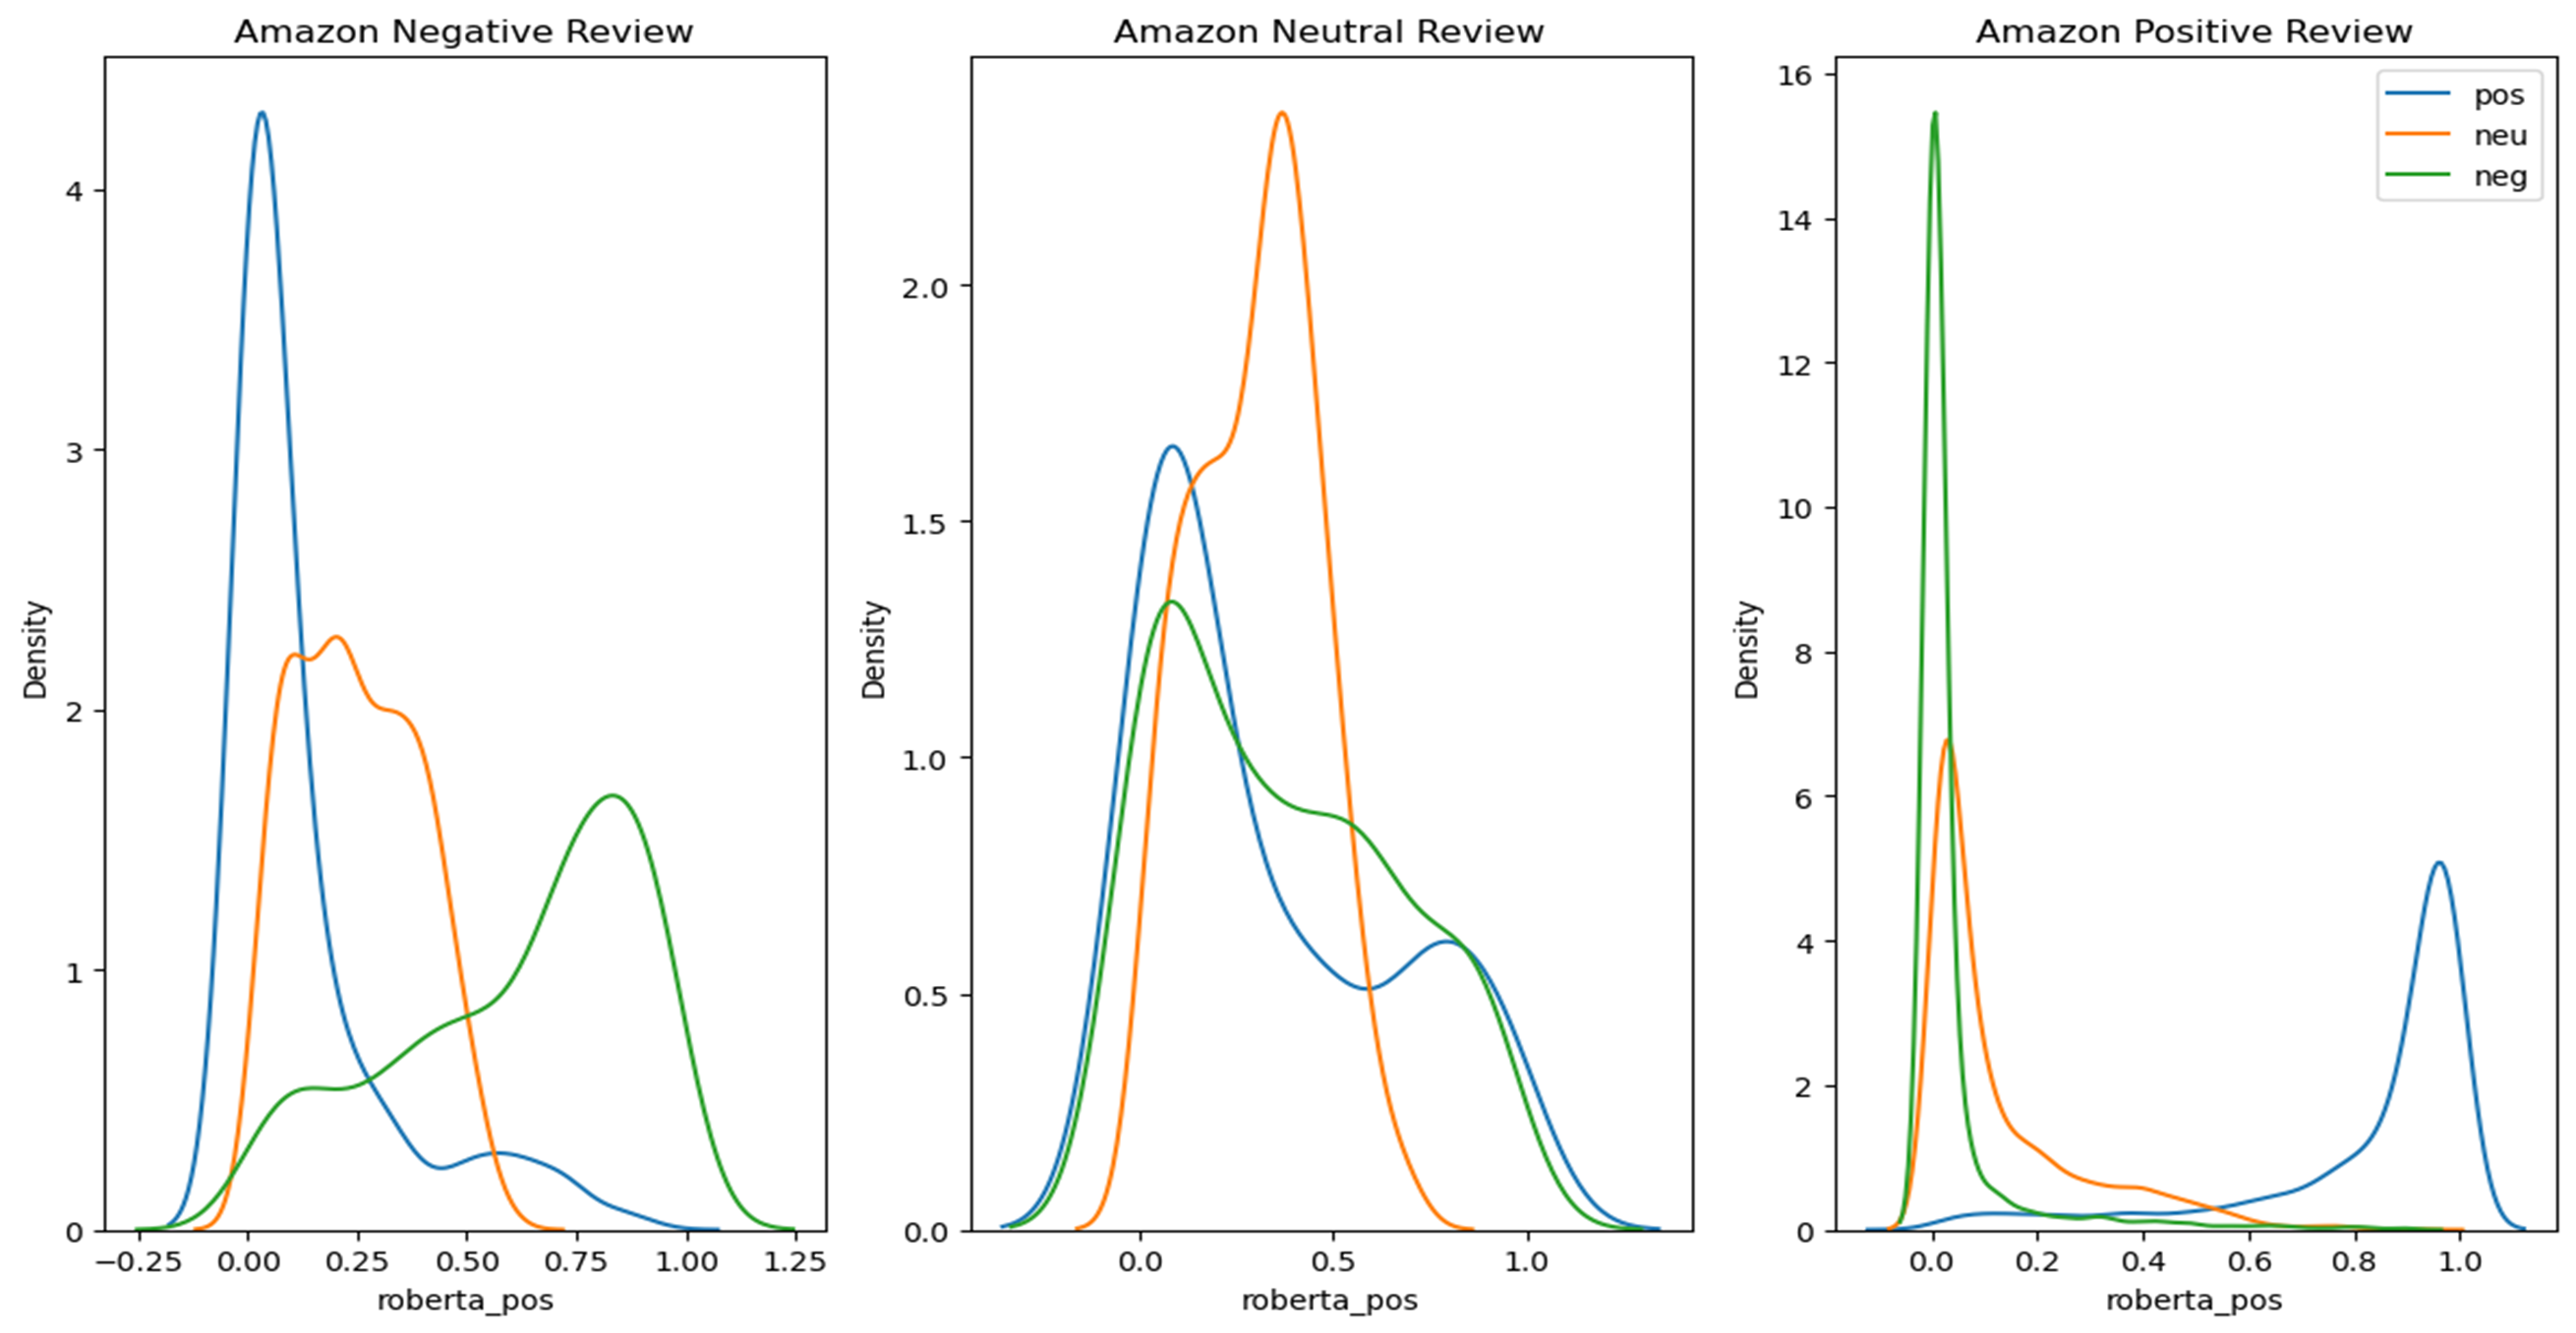 Amazon Negative Review
Density
4
3
2
1
0
−0.25 0.00 0.25 0.50 0.75 1.00 1.25
roberta_pos
Amazon Neutral Review
Density
2.0
1.5
1.0
0.5
0.0
0.0 0.5 1.0
roberta_pos
Amazon Positive Review
Density
16
14
12
10
8
6
4
2
0
pos
neu
neg
0.0 0.2 0.4 0.6 0.8 1.0
roberta_pos